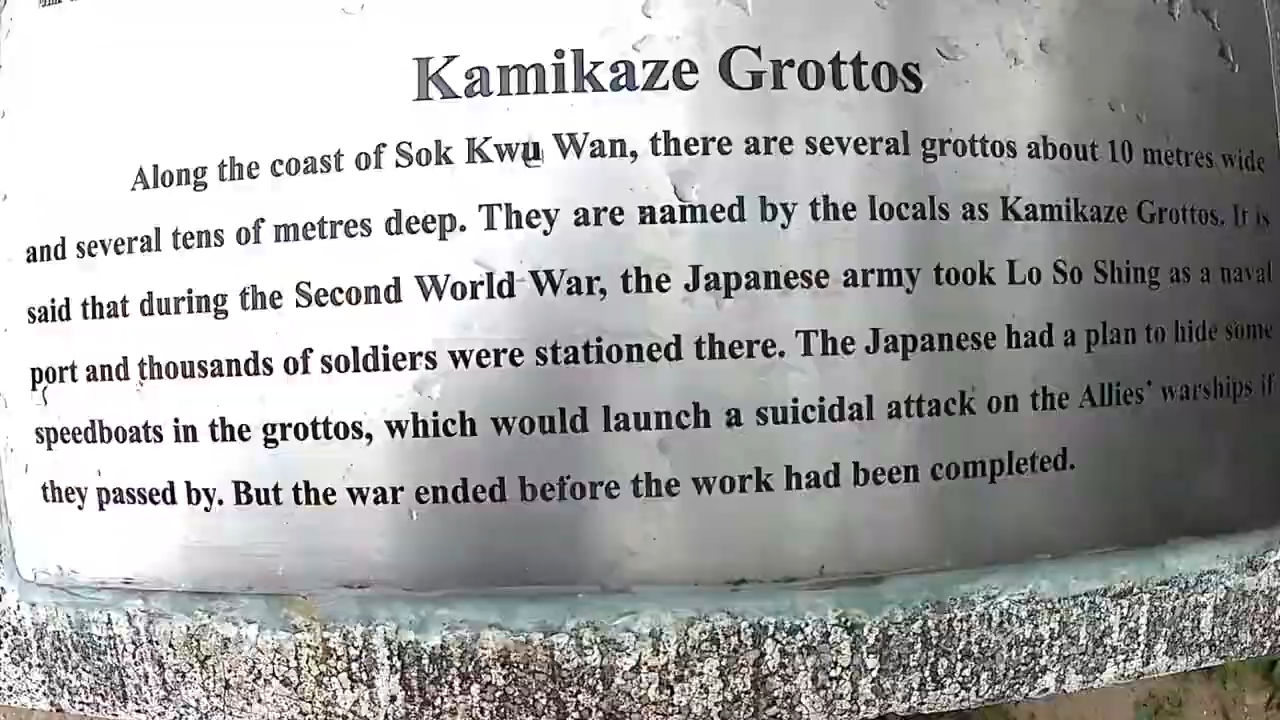 Kamikaze Grottos
Along the coast of Sok Kwu Wan, there are several grottos about 10 metres wide
and several tens of metres deep. They are named by the locals as Kamikaze Grottos. It is
said that during the Second World War, the Japanese army took Lo So Shing as a naval
port and thousands of soldiers were stationed there. The Japanese had a plan to hide some
speedboats in the grottos, which would launch a suicidal attack on the Allies' warships if
they passed by. But the war ended before the work had been completed.